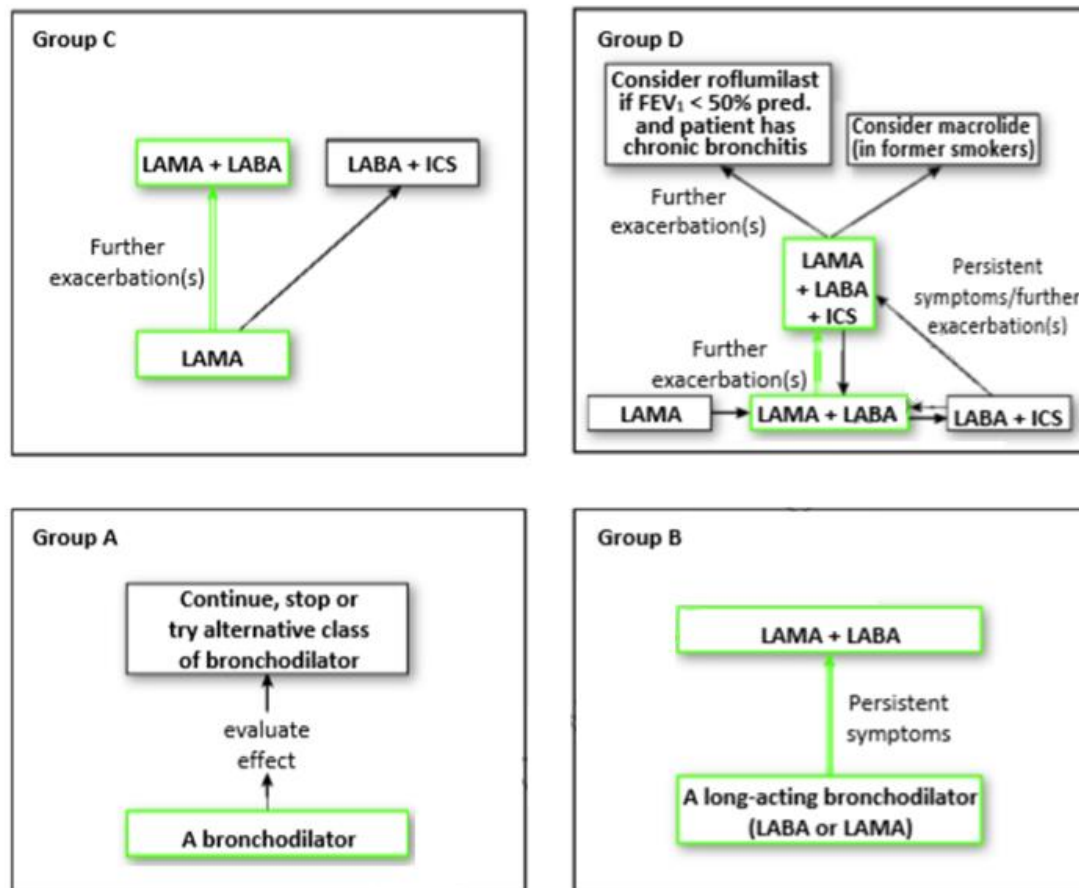 Group C
LAMA + LABA
LABA + ICS
Further
exacerbation(s)
LAMA
Group D
Consider roflumilast
if FEV₁ < 50% pred.
and patient has
chronic bronchitis
Consider macrolide
(in former smokers)
Further
exacerbation(s)
LAMA
+ LABA
+ ICS
Persistent
symptoms/further
exacerbation(s)
Further
exacerbation(s)
LAMA
LAMA + LABA
LABA + ICS
Group A
Continue, stop or
try alternative class
of bronchodilator
evaluate
effect
A bronchodilator
Group B
LAMA + LABA
Persistent
symptoms
A long-acting bronchodilator
(LABA or LAMA)